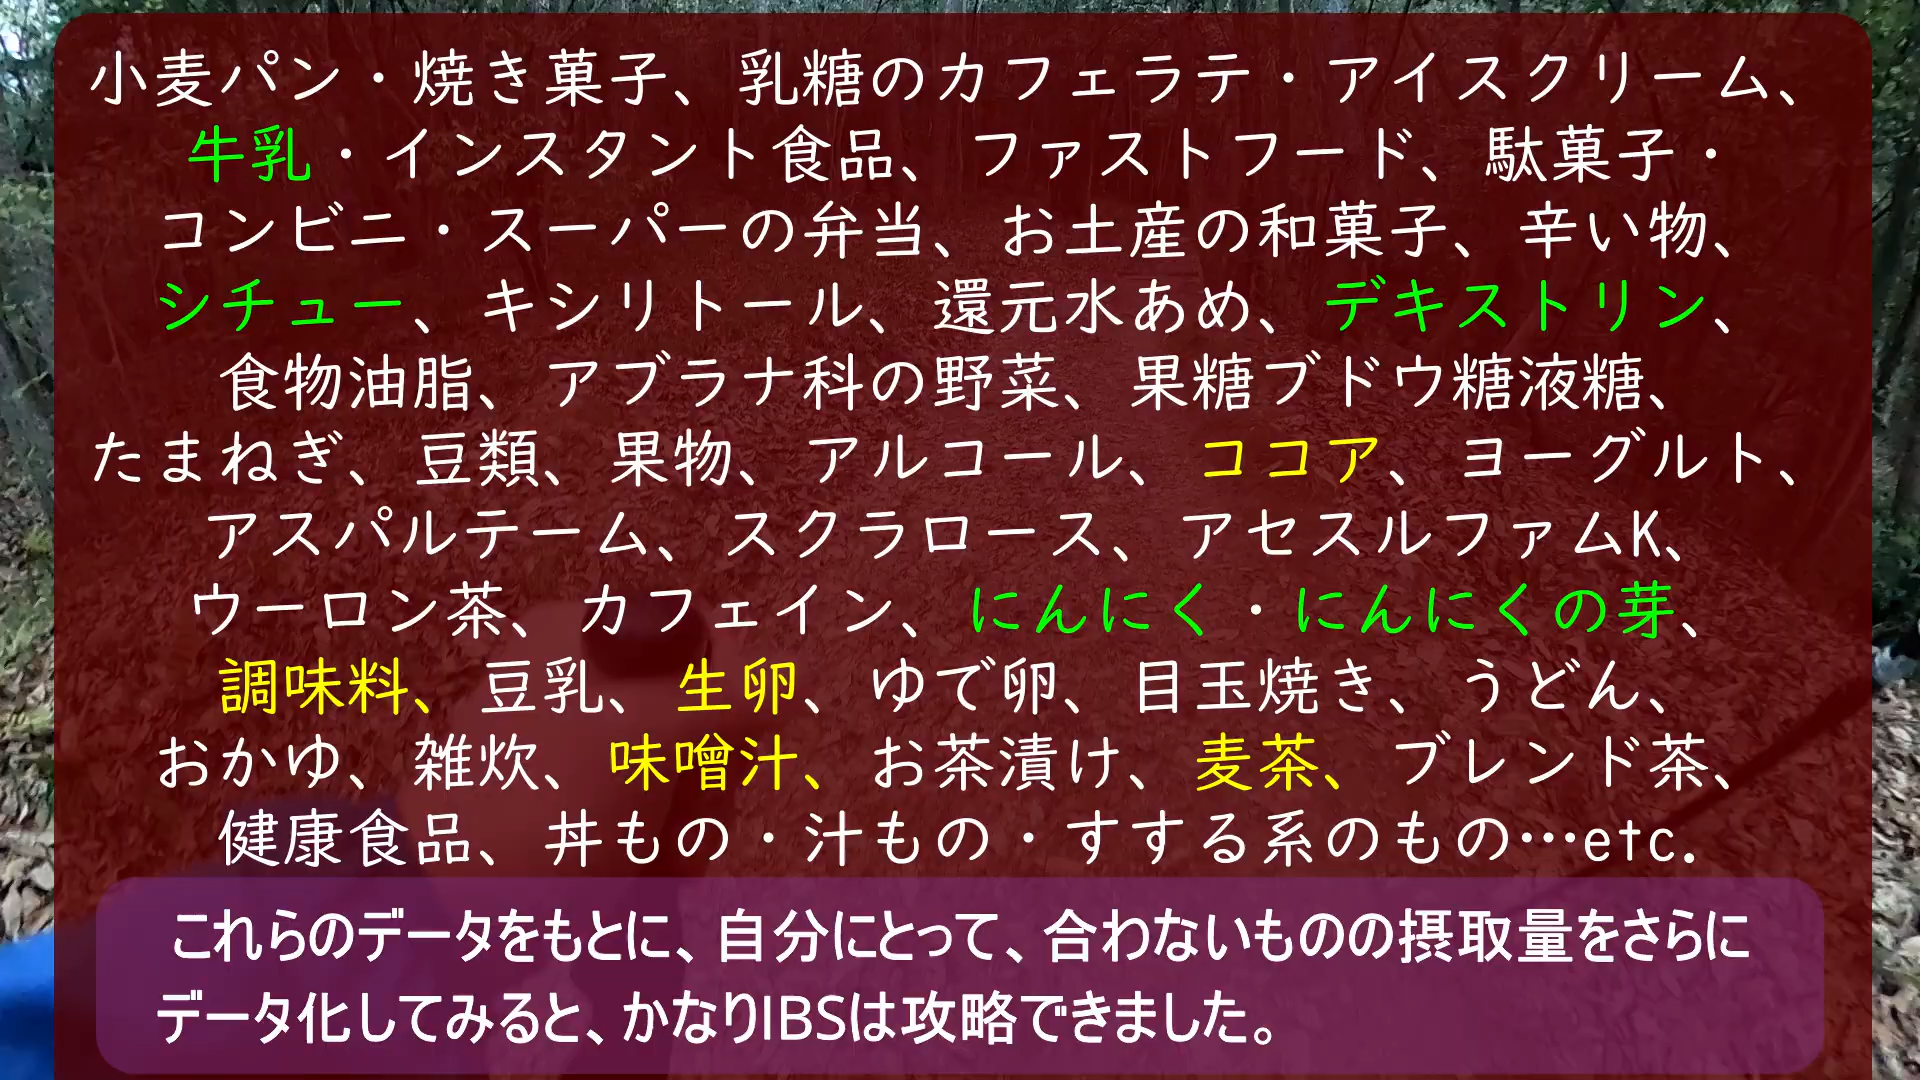 小麦パン・焼き菓子、乳糖のカフェラテ・アイスクリーム、
牛乳・インスタント食品、ファストフード、駄菓子・
コンビニ・スーパーの弁当、お土産の和菓子、辛い物、
シチュー、キシリトール、還元水あめ、デキストリン、
食物油脂、アブラナ科の野菜、果糖ブドウ糖液糖、
たまねぎ、豆類、果物、アルコール、ココア、ヨーグルト、
アスパルテーム、スクラロース、アセスルファムK、
ウーロン茶、カフェイン、にんにく・にんにくの芽、
調味料、豆乳、生卵、ゆで卵、目玉焼き、うどん、
おかゆ、雑炊、味噌汁、お茶漬け、麦茶、ブレンド茶、
健康食品、丼もの・汁もの・すする系のもの…etc.
これらのデータをもとに、自分にとって、合わないものの摂取量をさらに
データ化してみると、かなりIBSは攻略できました。